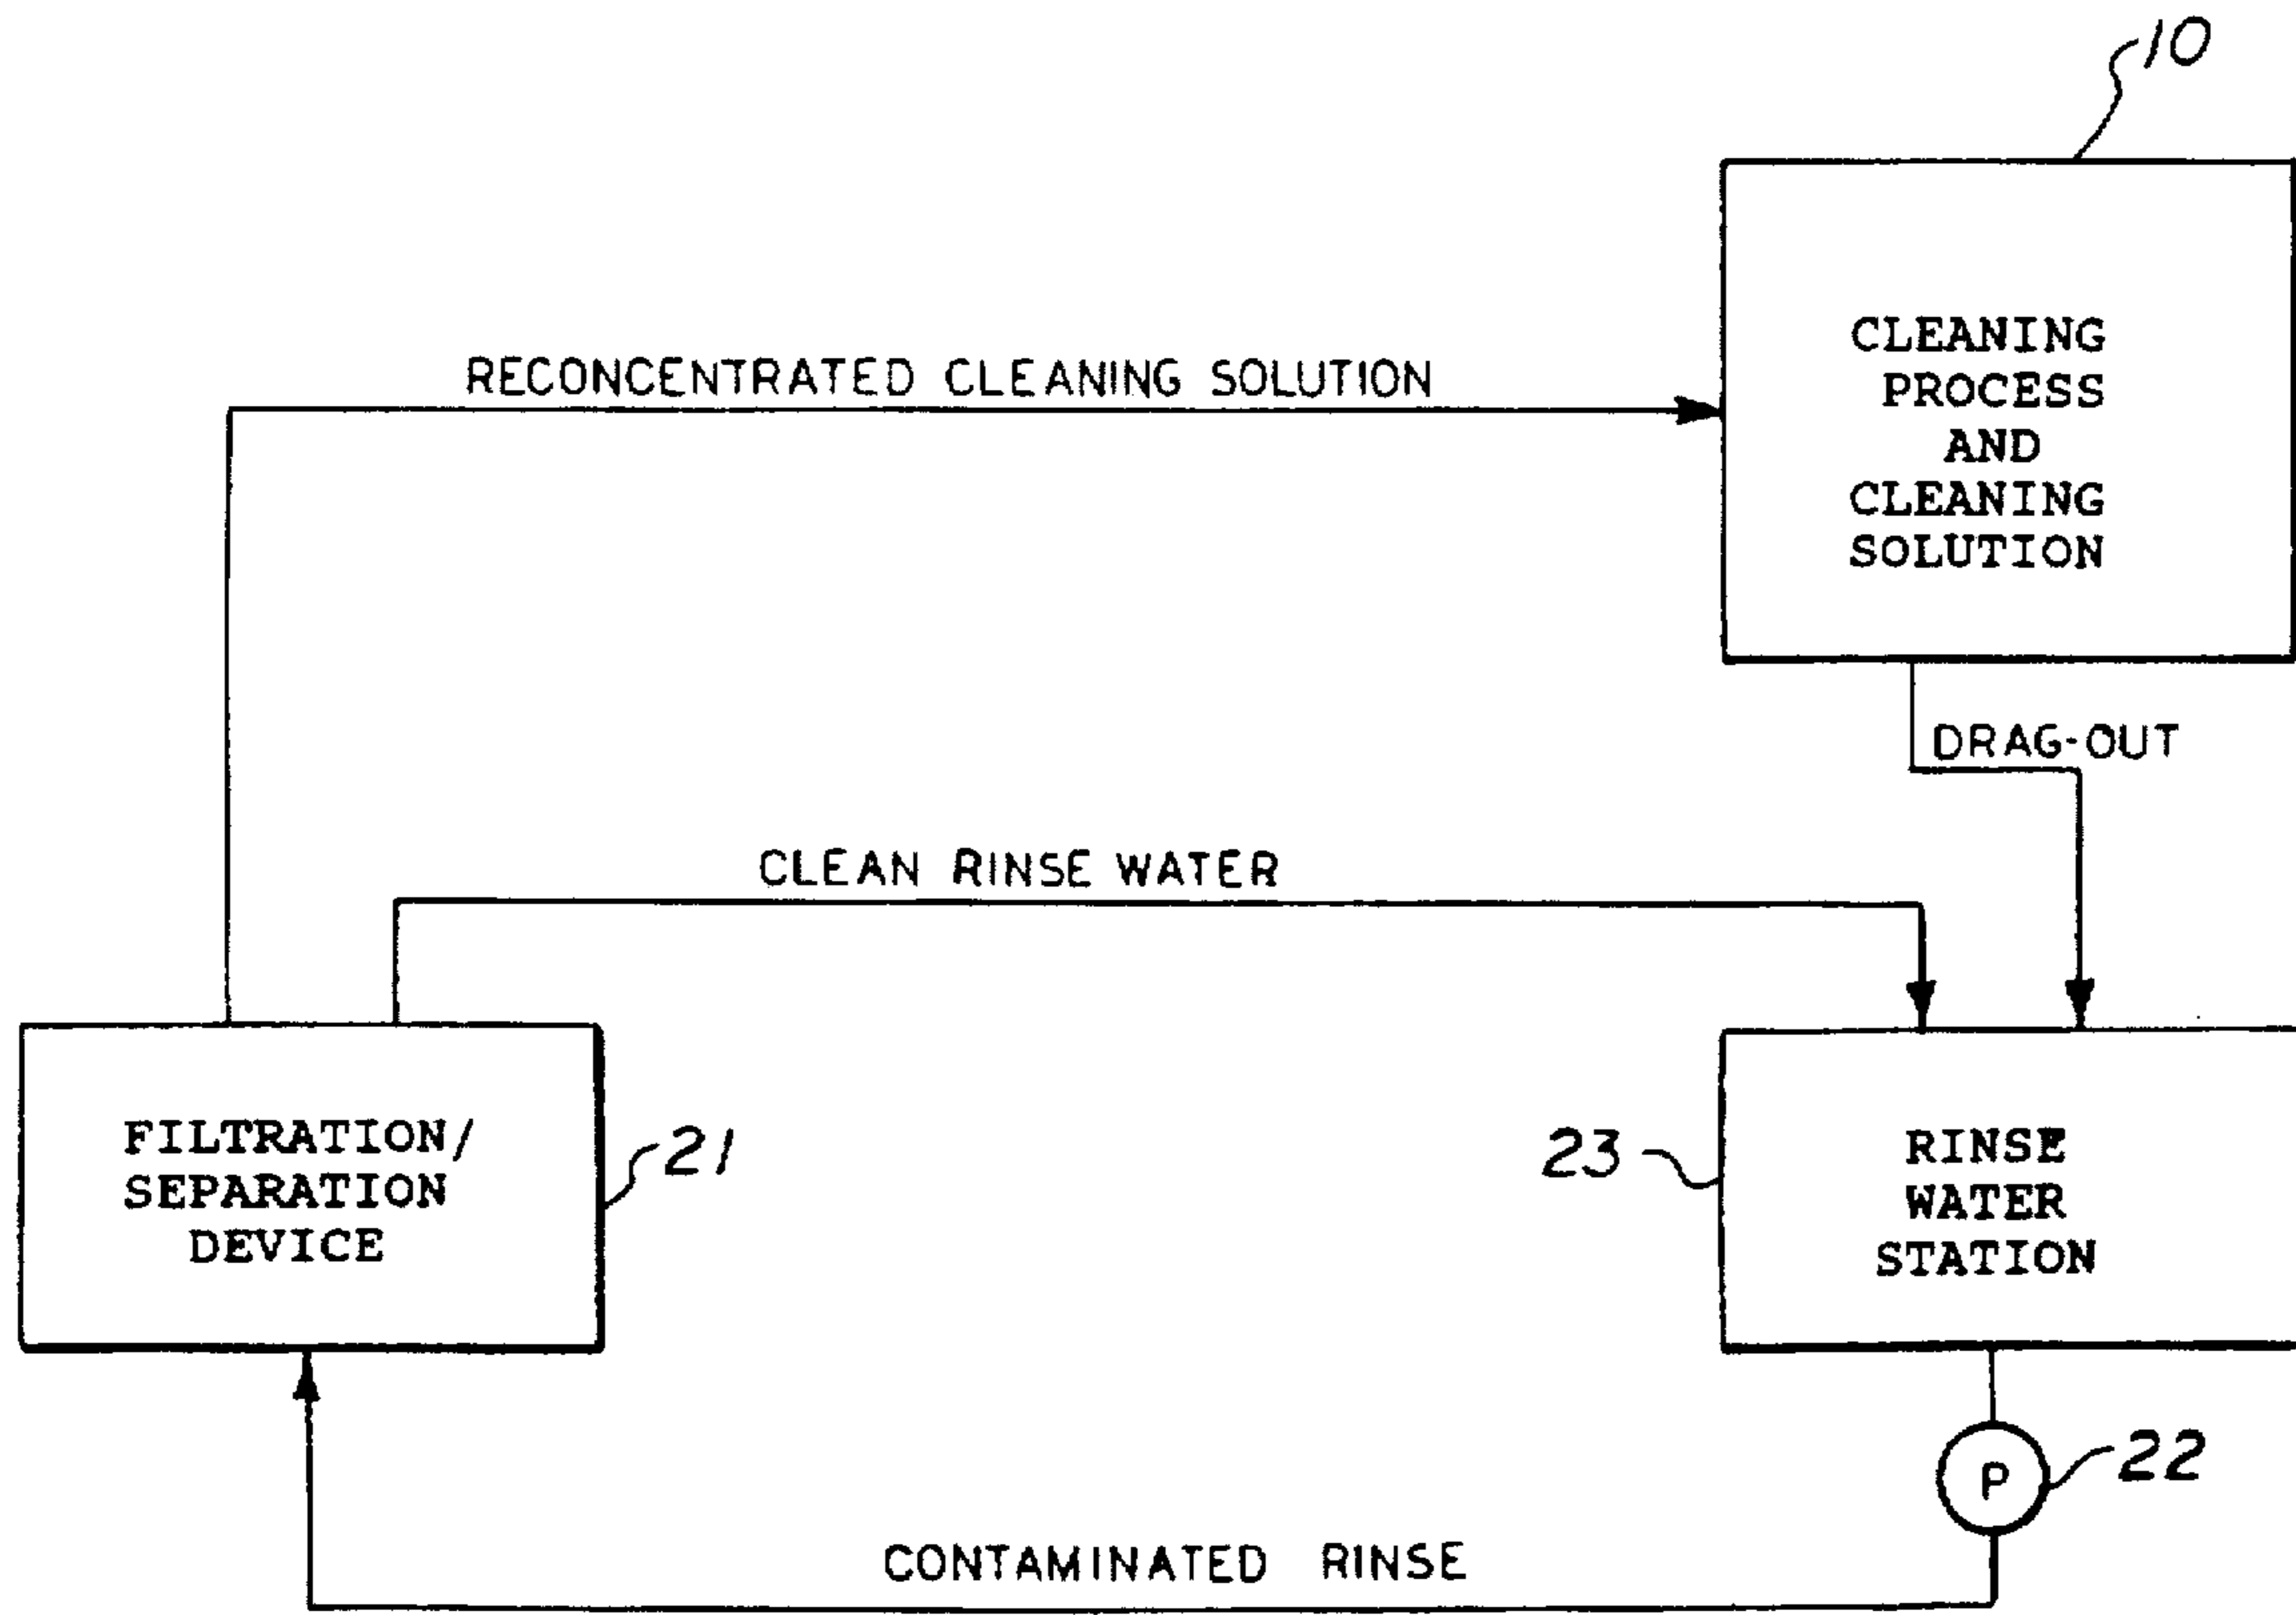 10
CLEANING
PROCESS
AND
CLEANING
SOLUTION
RECONCENTRATED CLEANING SOLUTION
DRAG-OUT
CLEAN RINSE WATER
FILTRATION/
SEPARATION
DEVICE
21
23
RINSE
WATER
STATION
P
22
CONTAMINATED RINSE